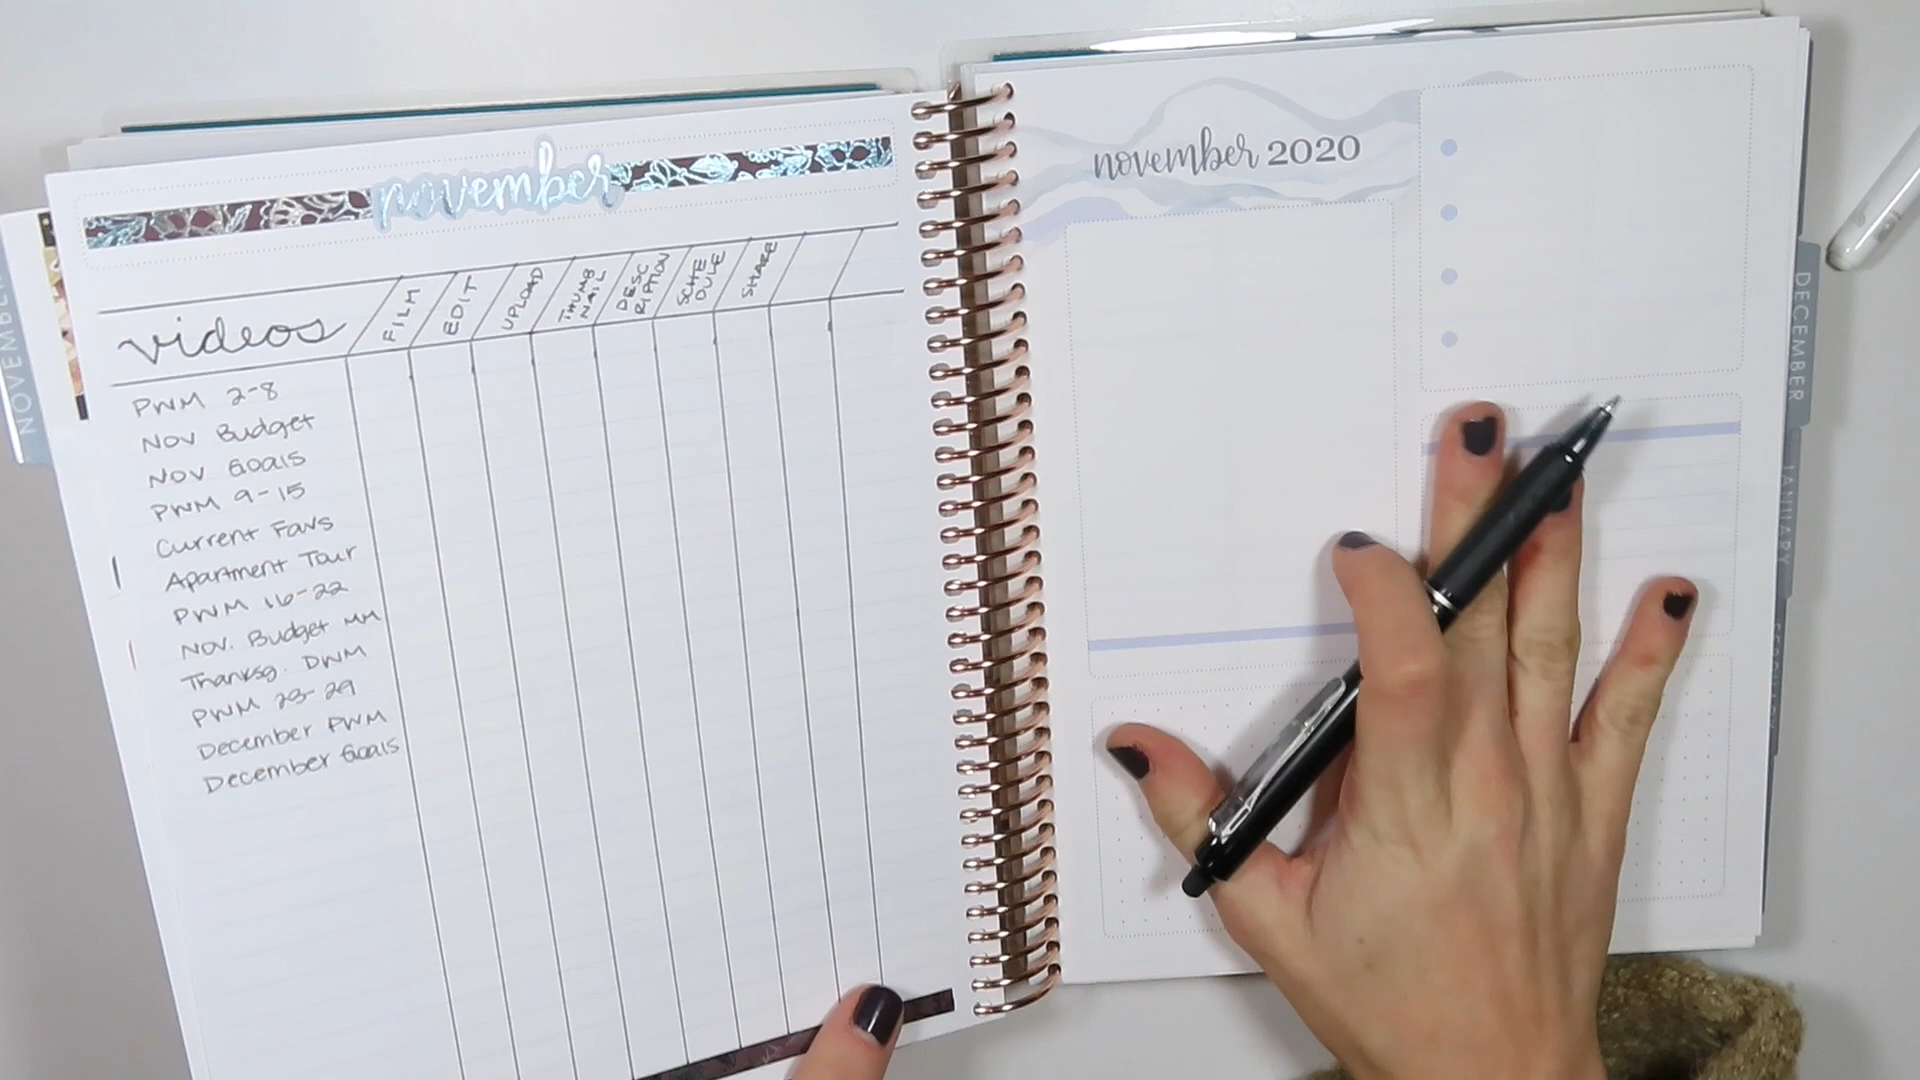 november
videos
FILM
EDIT
UPLOAD
THUMB
NAIL
DESC
RIPTION
SCHE
DULE
SHARE
PWM 2-8
Nov Budget
Nov Goals
PWM 9-15
Current Favs
Apartment Tour
PWM 16-22
Nov. Budget MM
Thanksg. DWM
PWM 23-29
December PWM
December Goals
november 2020
NOVEMBER
DECEMBER
JANUARY